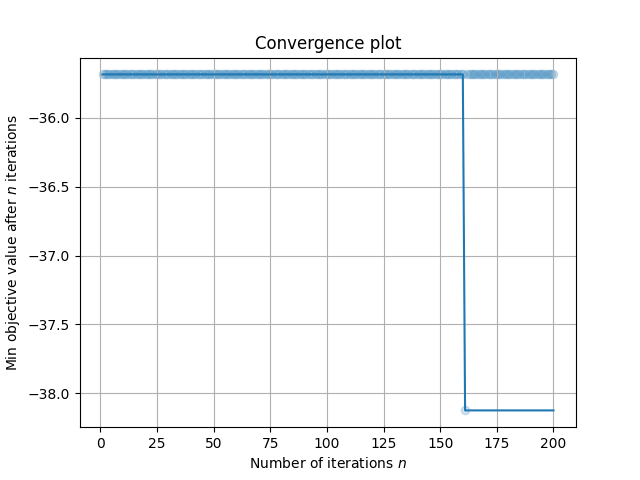 Convergence plot
Min objective value after n iterations
−36.0
−36.5
−37.0
−37.5
−38.0
0 25 50 75 100 125 150 175 200
Number of iterations n